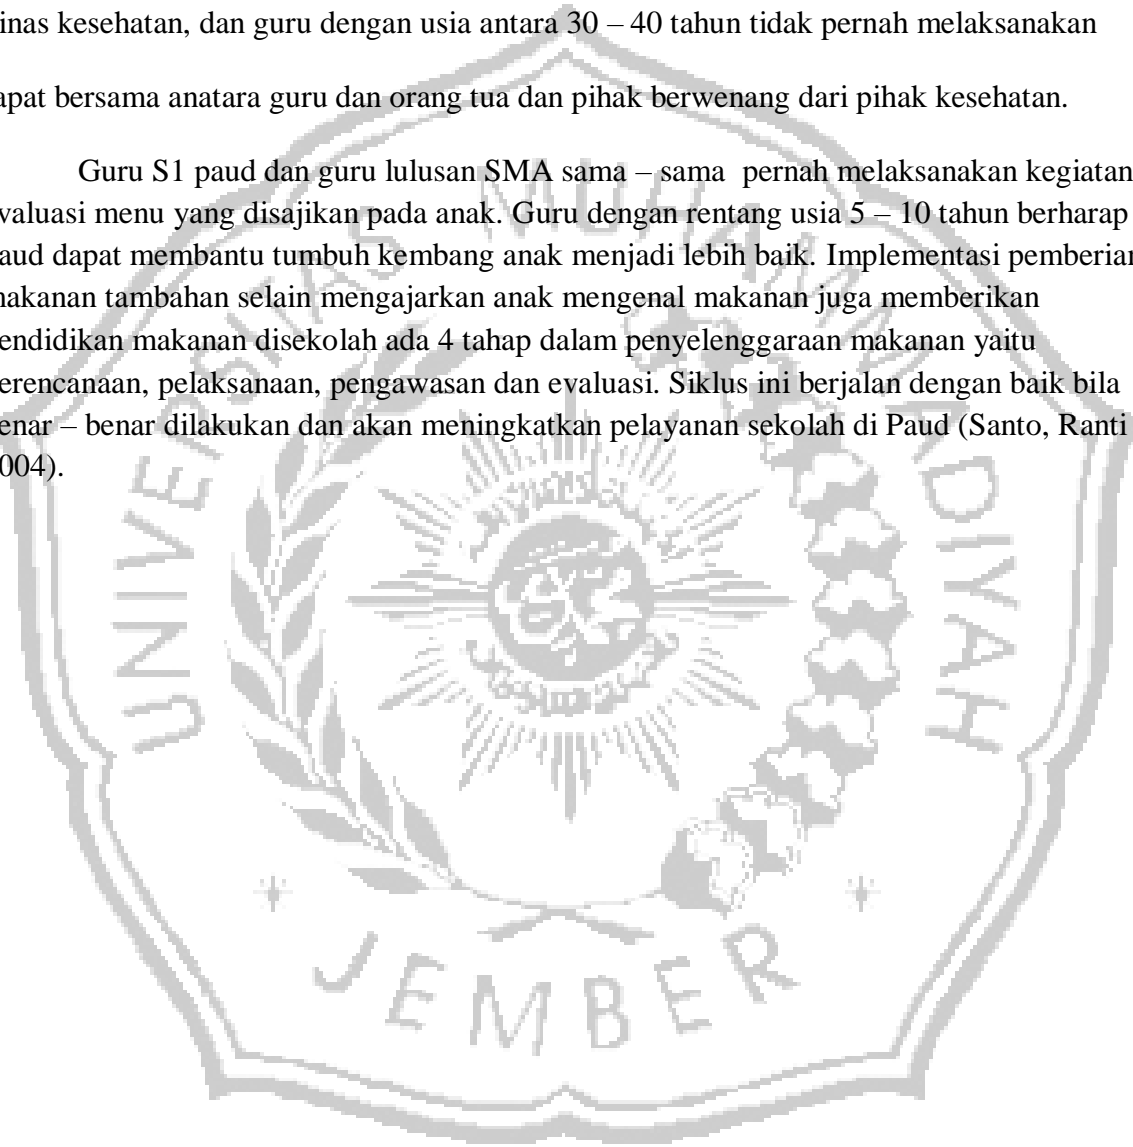 inas kesehatan, dan guru dengan usia antara 30 – 40 tahun tidak pernah melaksanakan
apat bersama anatara guru dan orang tua dan pihak berwenang dari pihak kesehatan.
Guru S1 paud dan guru lulusan SMA sama – sama pernah melaksanakan kegiatan
valuasi menu yang disajikan pada anak. Guru dengan rentang usia 5 – 10 tahun berharap
aud dapat membantu tumbuh kembang anak menjadi lebih baik. Implementasi pemberian
makanan tambahan selain mengajarkan anak mengenal makanan juga memberikan
endidikan makanan disekolah ada 4 tahap dalam penyelenggaraan makanan yaitu
erencanaan, pelaksanaan, pengawasan dan evaluasi. Siklus ini berjalan dengan baik bila
enar – benar dilakukan dan akan meningkatkan pelayanan sekolah di Paud (Santo, Ranti
004).
UNIVERSITAS MUHAMMADIYAH
JEMBER